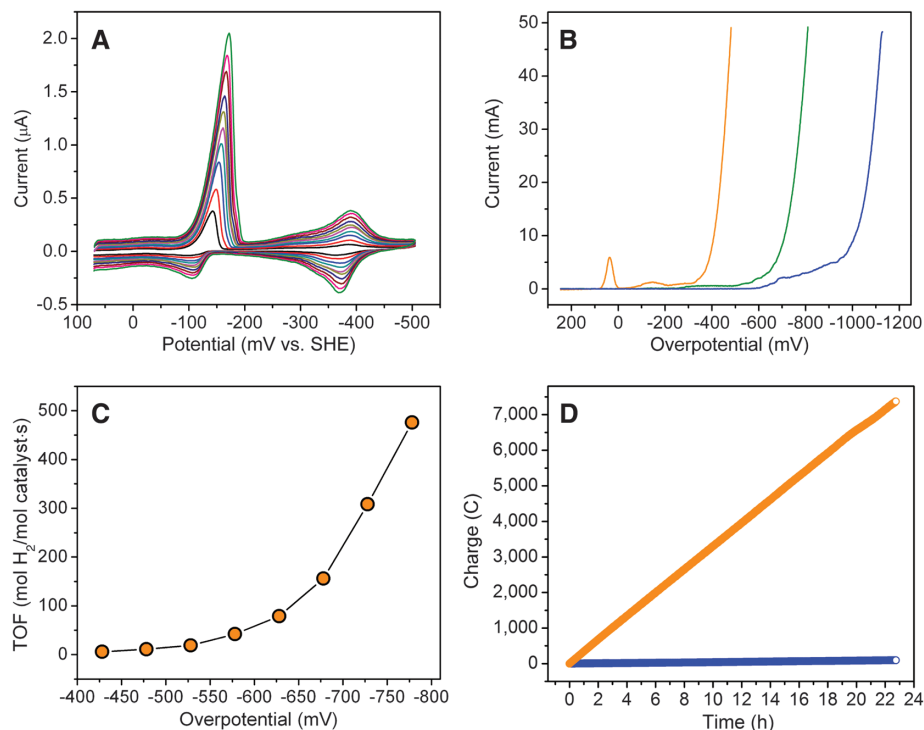 A
Current (μA)
2.0
1.5
1.0
0.5
0.0
-0.5
100 0 -100 -200 -300 -400 -500
Potential (mV vs. SHE)
B
Current (mA)
50
40
30
20
10
0
200 0 -200 -400 -600 -800 -1000 -1200
Overpotential (mV)
C
TOF (mol H2/mol catalyst·s)
500
400
300
200
100
0
-400 -450 -500 -550 -600 -650 -700 -750 -800
Overpotential (mV)
D
Charge (C)
7,000
6,000
5,000
4,000
3,000
2,000
1,000
0
0 2 4 6 8 10 12 14 16 18 20 22 24
Time (h)